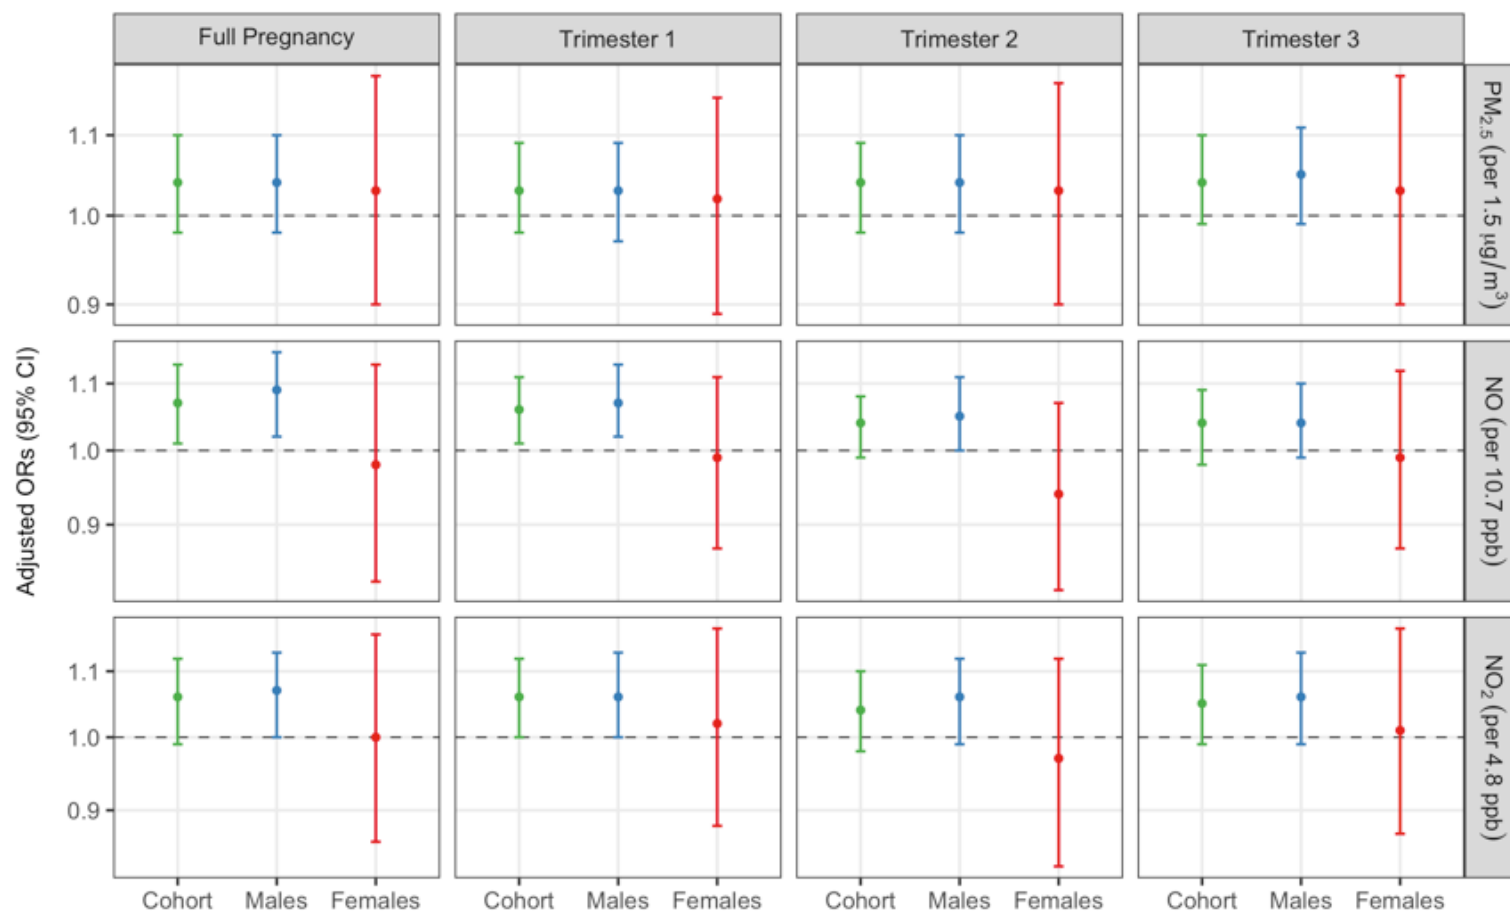 Full Pregnancy Trimester 1 Trimester 2 Trimester 3
Adjusted ORs (95% CI)
1.1
1.0
0.9
PM2.5 (per 1.5 µg/m³)
1.1
1.0
0.9
NO (per 10.7 ppb)
1.1
1.0
0.9
NO₂ (per 4.8 ppb)
Cohort Males Females Cohort Males Females Cohort Males Females Cohort Males Females